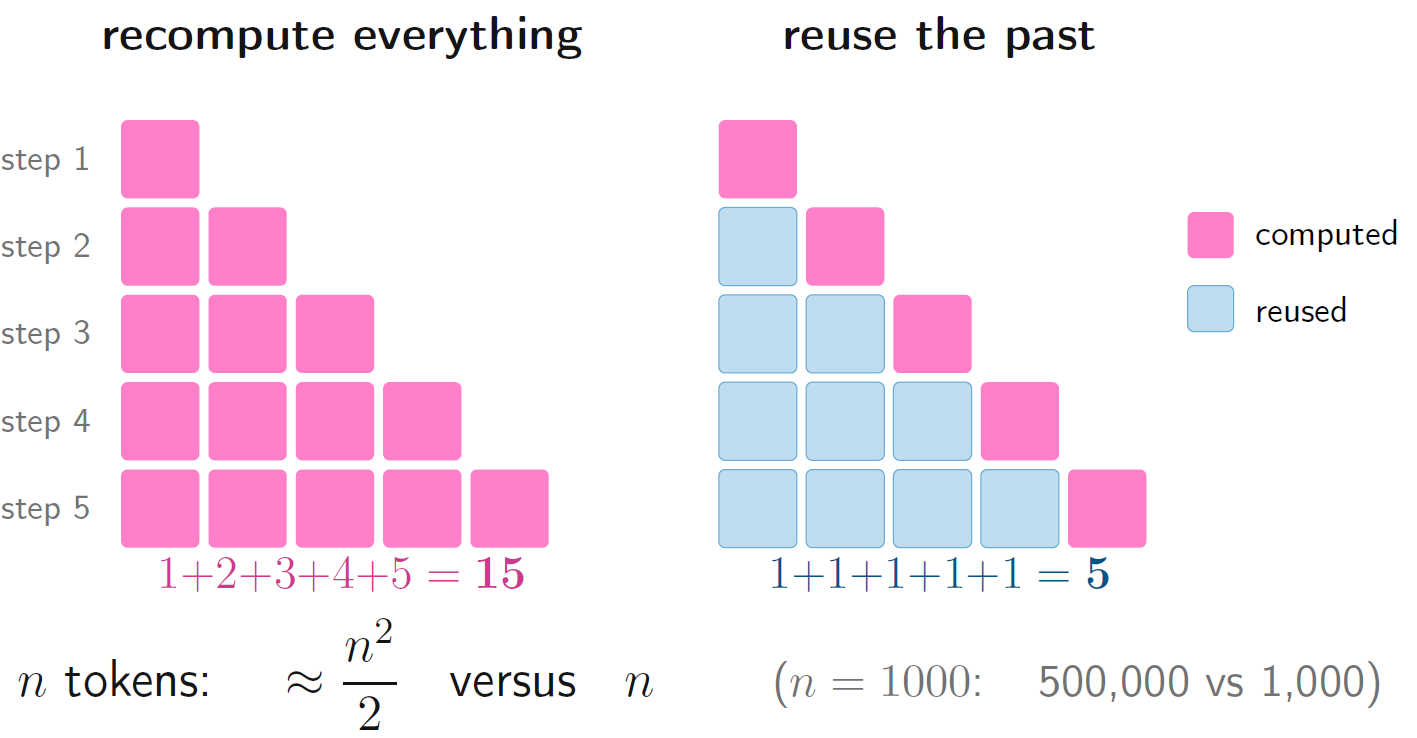 recompute everything
reuse the past
step 1
step 2
step 3
step 4
step 5
computed
reused
1+2+3+4+5 = 15
1+1+1+1+1 = 5
n tokens: ≈ n²/2 versus n (n = 1000: 500,000 vs 1,000)